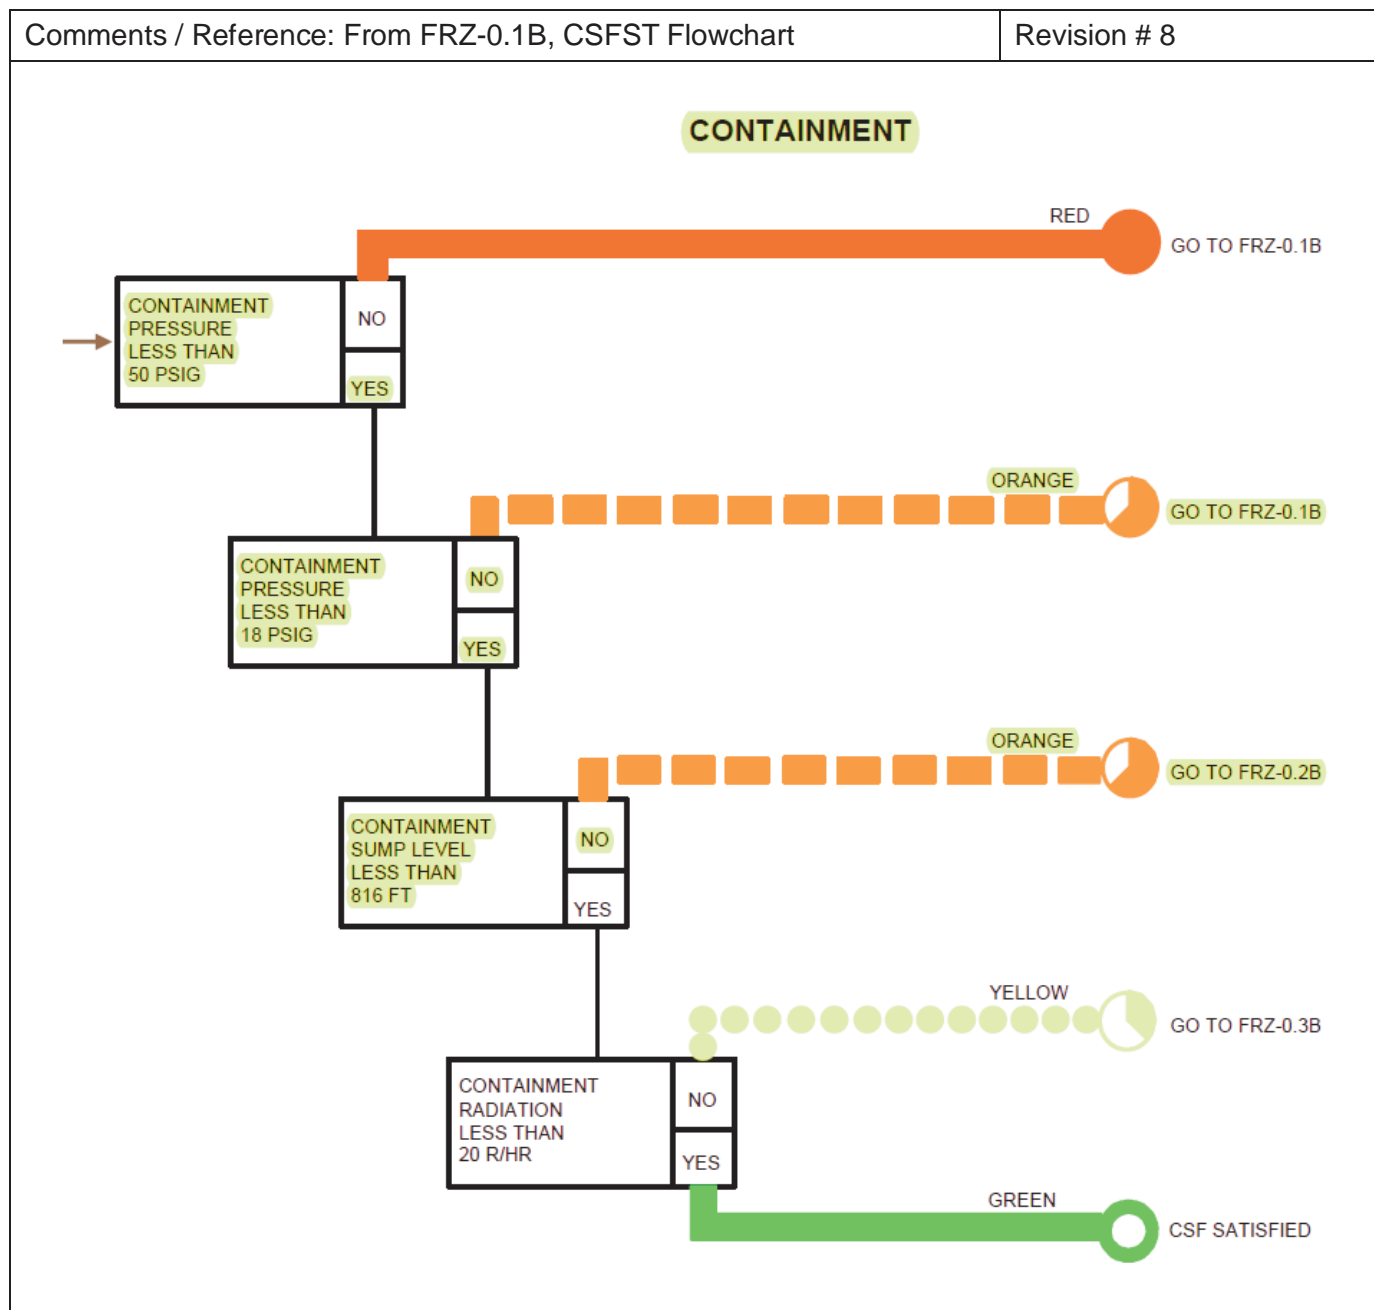 Comments / Reference: From FRZ-0.1B, CSFST Flowchart
Revision # 8
CONTAINMENT
RED
GO TO FRZ-0.1B
CONTAINMENT
PRESSURE
LESS THAN
50 PSIG
NO
YES
ORANGE
GO TO FRZ-0.1B
CONTAINMENT
PRESSURE
LESS THAN
18 PSIG
NO
YES
ORANGE
GO TO FRZ-0.2B
CONTAINMENT
SUMP LEVEL
LESS THAN
816 FT
NO
YES
YELLOW
GO TO FRZ-0.3B
CONTAINMENT
RADIATION
LESS THAN
20 R/HR
NO
YES
GREEN
CSF SATISFIED